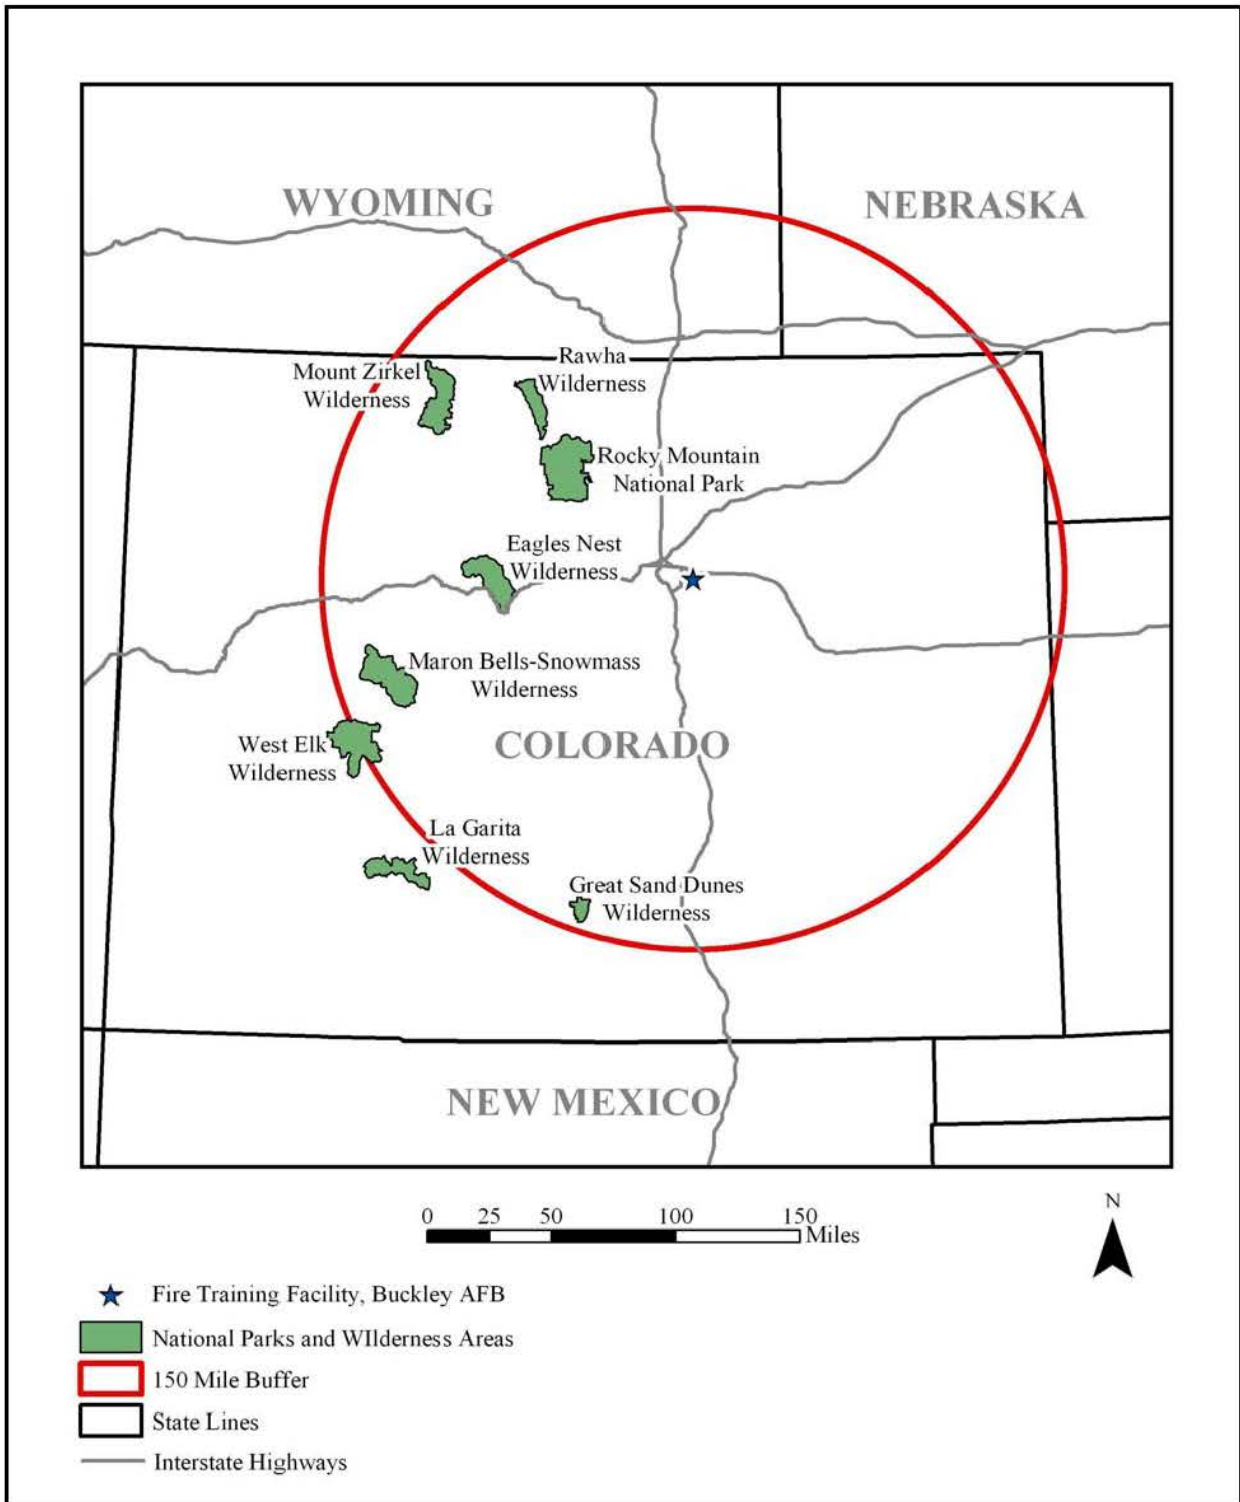 WYOMING
NEBRASKA
Rawha
Wilderness
Mount Zirkel
Wilderness
Rocky Mountain
National Park
Eagles Nest
Wilderness
Maron Bells-Snowmass
Wilderness
West Elk
Wilderness
COLORADO
La Garita
Wilderness
Great Sand Dunes
Wilderness
NEW MEXICO
0 25 50 100 150
Miles
N
Fire Training Facility, Buckley AFB
National Parks and WIlderness Areas
150 Mile Buffer
State Lines
Interstate Highways